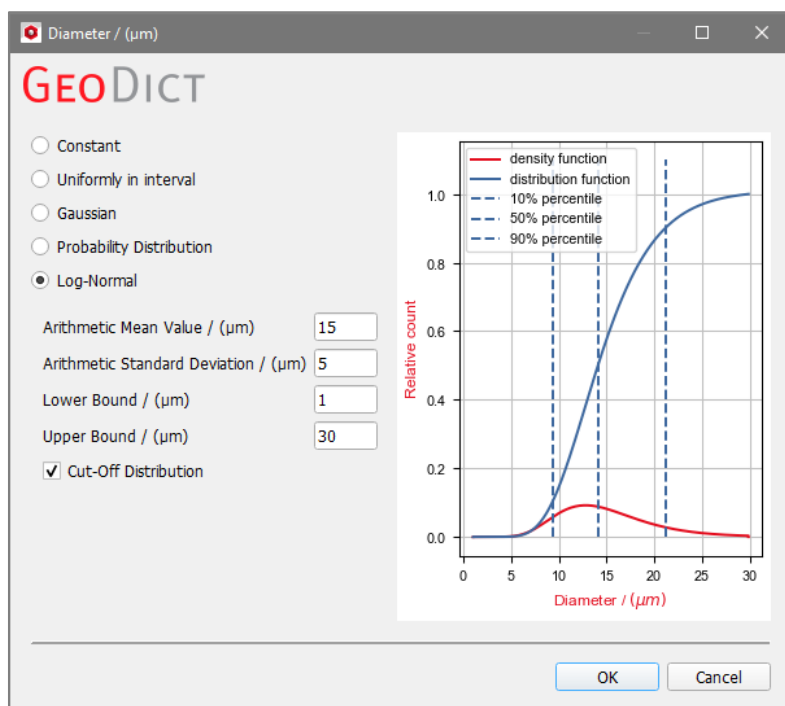 Diameter / (µm)
GEODICT
Constant
Uniformly in interval
Gaussian
Probability Distribution
Log-Normal
Arithmetic Mean Value / (µm) 15
Arithmetic Standard Deviation / (µm) 5
Lower Bound / (µm) 1
Upper Bound / (µm) 30
Cut-Off Distribution
density function
distribution function
10% percentile
50% percentile
90% percentile
Relative count
1.0
0.8
0.6
0.4
0.2
0.0
0 5 10 15 20 25 30
Diameter / (µm)
OK Cancel